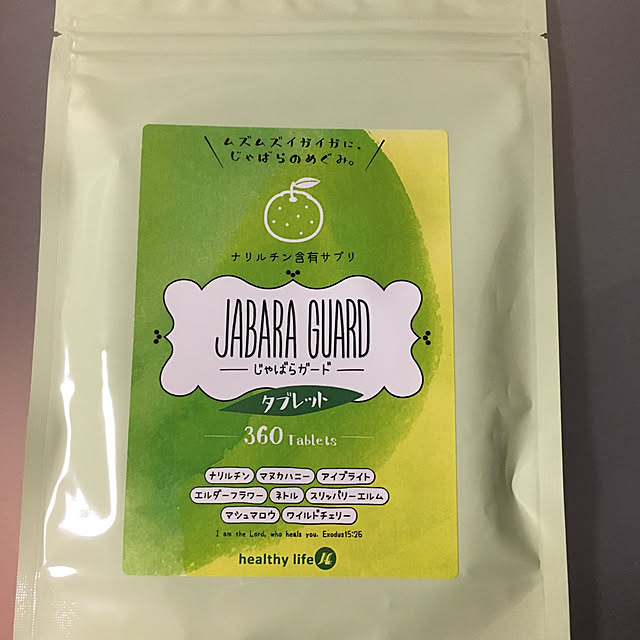 ムズムズイガイガに、
じゃばらのめぐみ。
ナリルチン含有サプリ
JABARA GUARD
じゃばらガード
タブレット
360 Tablets
ナリルチン マヌカハニー アイブライト
エルダーフラワー ネトル スリッパリーエルム
マシュマロウ ワイルドチェリー
I am the Lord, who heals you. Exodus15:26
healthy life H